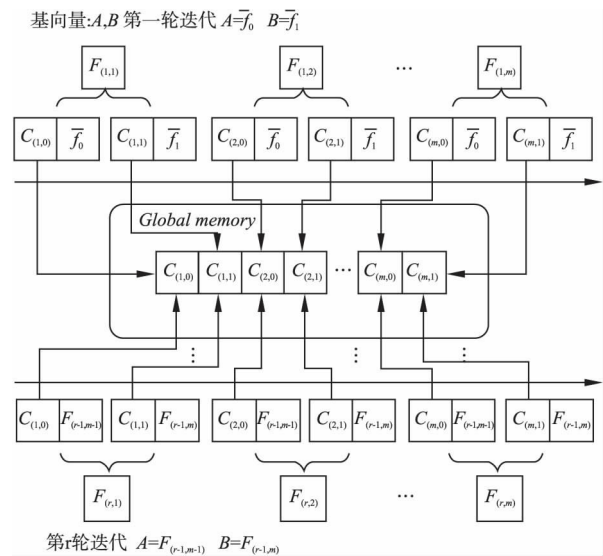 基向量:A,B 第一轮迭代 A=f̄₀ B=f̄₁
F₍₁,₁₎ F₍₁,₂₎ ... F₍₁,ₘ₎
C₍₁,₀₎ f̄₀ C₍₁,₁₎ f̄₁ C₍₂,₀₎ f̄₀ C₍₂,₁₎ f̄₁ C₍ₘ,₀₎ f̄₀ C₍ₘ,₁₎ f̄₁
Global memory
C₍₁,₀₎ C₍₁,₁₎ C₍₂,₀₎ C₍₂,₁₎ ... C₍ₘ,₀₎ C₍ₘ,₁₎
⋮ ⋮ ⋮
C₍₁,₀₎ F₍ᵣ₋₁,ₘ₋₁₎ C₍₁,₁₎ F₍ᵣ₋₁,ₘ₎ C₍₂,₀₎ F₍ᵣ₋₁,ₘ₋₁₎ C₍₂,₁₎ F₍ᵣ₋₁,ₘ₎ C₍ₘ,₀₎ F₍ᵣ₋₁,ₘ₋₁₎ C₍ₘ,₁₎ F₍ᵣ₋₁,ₘ₎
F₍ᵣ,₁₎ F₍ᵣ,₂₎ ... F₍ᵣ,ₘ₎
第r轮迭代 A=F₍ᵣ₋₁,ₘ₋₁₎ B=F₍ᵣ₋₁,ₘ₎